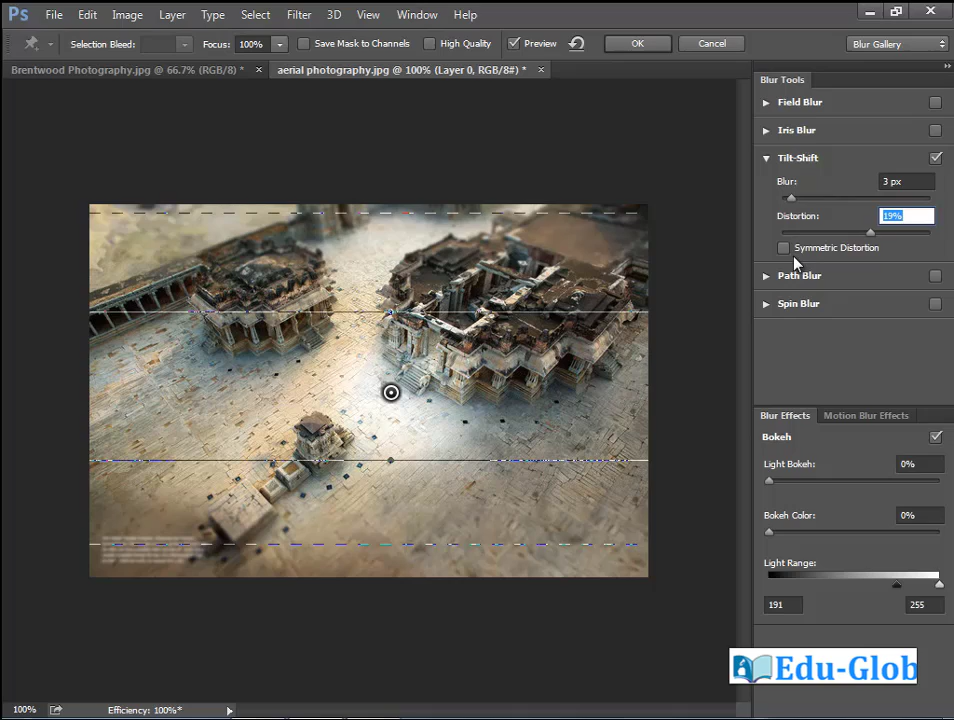 Ps File Edit Image Layer Type Select Filter 3D View Window Help
Selection Bleed: Focus: 100% Save Mask to Channels High Quality Preview OK Cancel Blur Gallery
Brentwood Photography.jpg @ 66.7% (RGB/8) * × aerial photography.jpg @ 100% (Layer 0, RGB/8#) * ×
Blur Tools
Field Blur
Iris Blur
Tilt-Shift
Blur: 3 px
Distortion: 19%
Symmetric Distortion
Path Blur
Spin Blur
Blur Effects Motion Blur Effects
Bokeh
Light Bokeh: 0%
Bokeh Color: 0%
Light Range:
191 255
Edu-Glob
100% Efficiency: 100%*